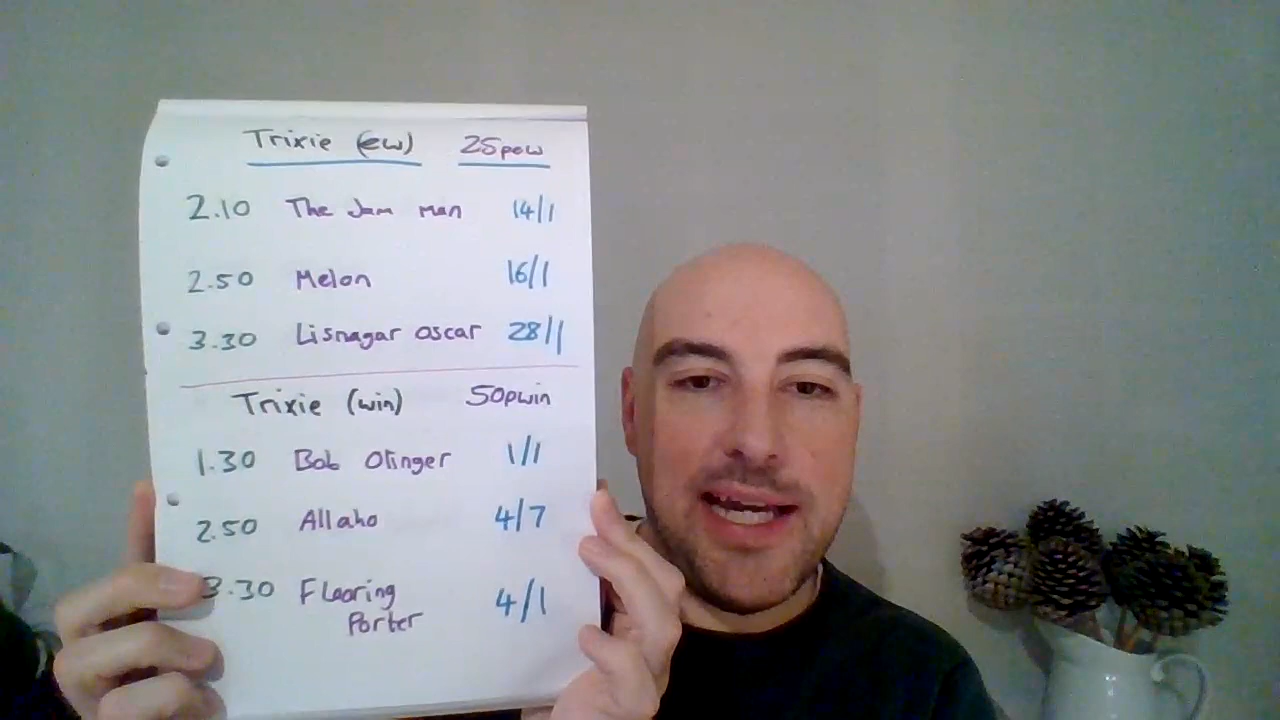 Trixie (ew) 25pew
2.10 The Jam Man 14/1
2.50 Melon 16/1
3.30 Lisnagar oscar 28/1
Trixie (win) 50pwin
1.30 Bob Olinger 1/1
2.50 Allaho 4/7
3.30 Flooring
Porter 4/1